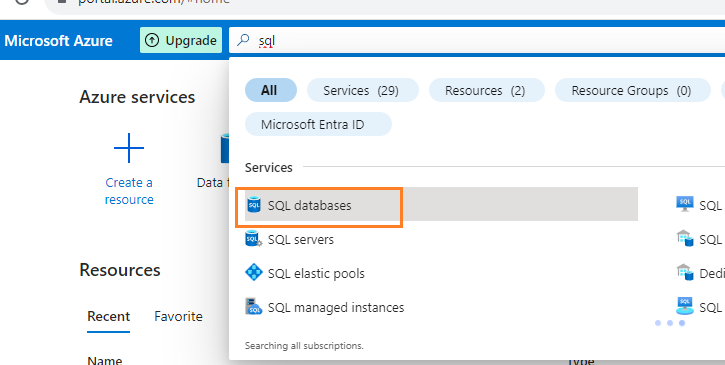 portal.azure.com/#home
Microsoft Azure
Upgrade
sql
All
Services (29)
Resources (2)
Resource Groups (0)
Microsoft Entra ID
Azure services
Create a
resource
Data f
Services
SQL databases
SQL
SQL servers
SQL
SQL elastic pools
Dedi
SQL managed instances
SQL
Searching all subscriptions.
Resources
Recent
Favorite
Name
Type